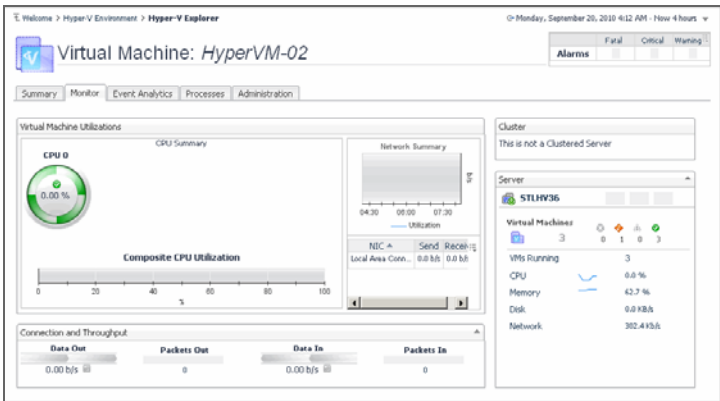 Welcome > Hyper-V Environment > Hyper-V Explorer
Monday, September 20, 2010 4:12 AM - Now 4 hours
Virtual Machine: HyperVM-02
Fatal Critical Warning
Alarms
Summary Monitor Event Analytics Processes Administration
Virtual Machine Utilizations
CPU Summary
CPU 0
0.00 %
Composite CPU Utilization
0 20 40 60 80 100
%
Network Summary
b/s
04:30 06:00 07:30
Utilization
NIC Send Receiv
Local Area Conn... 0.0 b/s 0.0 b/s
Connection and Throughput
Data Out Packets Out Data In Packets In
0.00 b/s 0 0.00 b/s 0
Cluster
This is not a Clustered Server
Server
STLHV36
Virtual Machines
3 0 1 0 3
VMs Running 3
CPU 0.0 %
Memory 62.7 %
Disk 0.0 KB/s
Network 302.4 kb/s